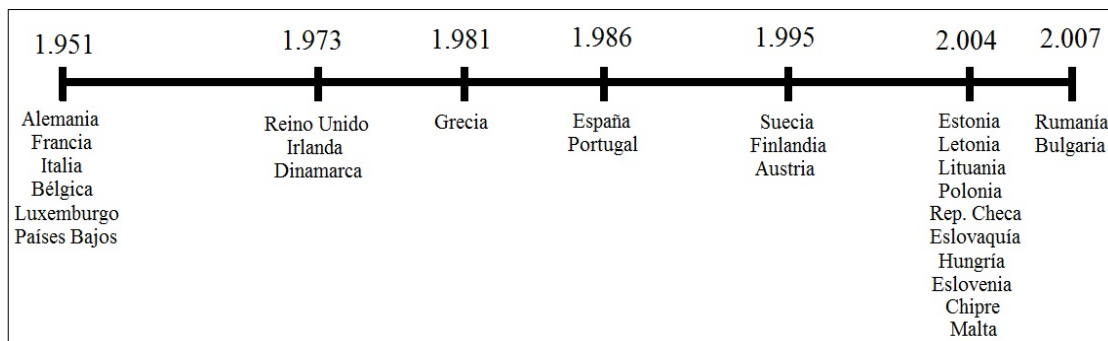 1.951
1.973
1.981
1.986
1.995
2.004
2.007
Alemania
Francia
Italia
Bélgica
Luxemburgo
Países Bajos
Reino Unido
Irlanda
Dinamarca
Grecia
España
Portugal
Suecia
Finlandia
Austria
Estonia
Letonia
Lituania
Polonia
Rep. Checa
Eslovaquía
Hungría
Eslovenia
Chipre
Malta
Rumanía
Bulgaria